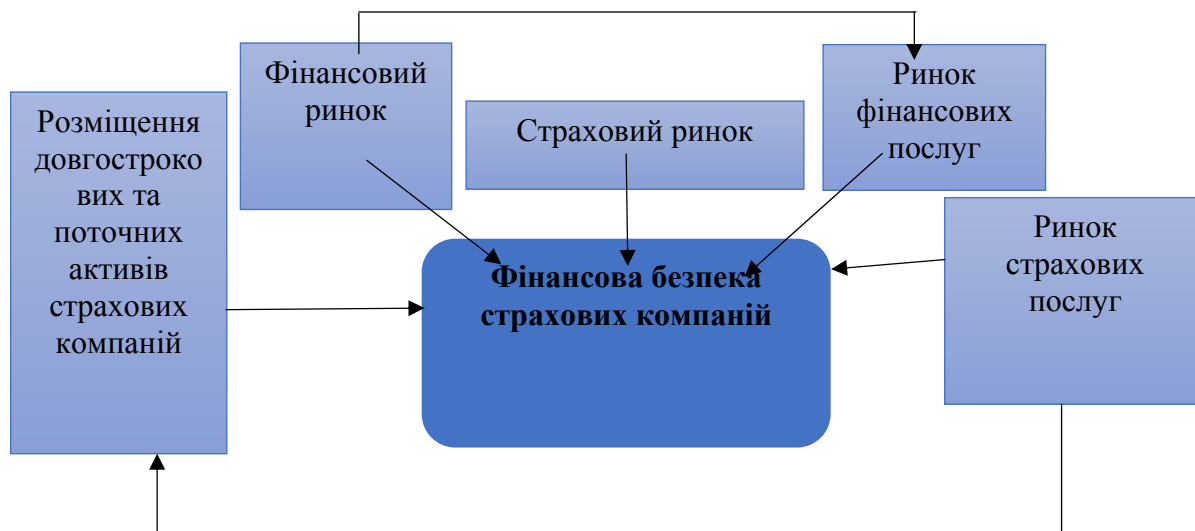 Фінансовий
ринок
Страховий ринок
Ринок
фінансових
послуг
Розміщення
довгостроко
вих та
поточних
активів
страхових
компаній
Ринок
страхових
послуг
Фінансова безпека
страхових компаній